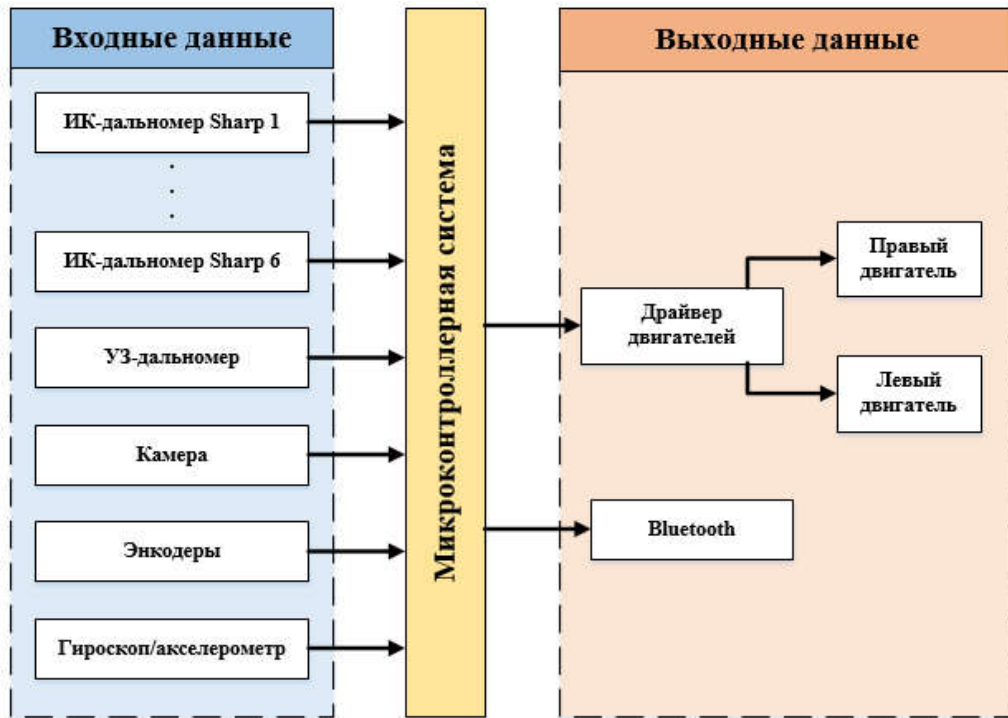 Входные данные
ИК-дальномер Sharp 1
.
.
.
ИК-дальномер Sharp 6
УЗ-дальномер
Камера
Энкодеры
Гироскоп/акселерометр
Микроконтроллерная система
Выходные данные
Драйвер
двигателей
Правый
двигатель
Левый
двигатель
Bluetooth